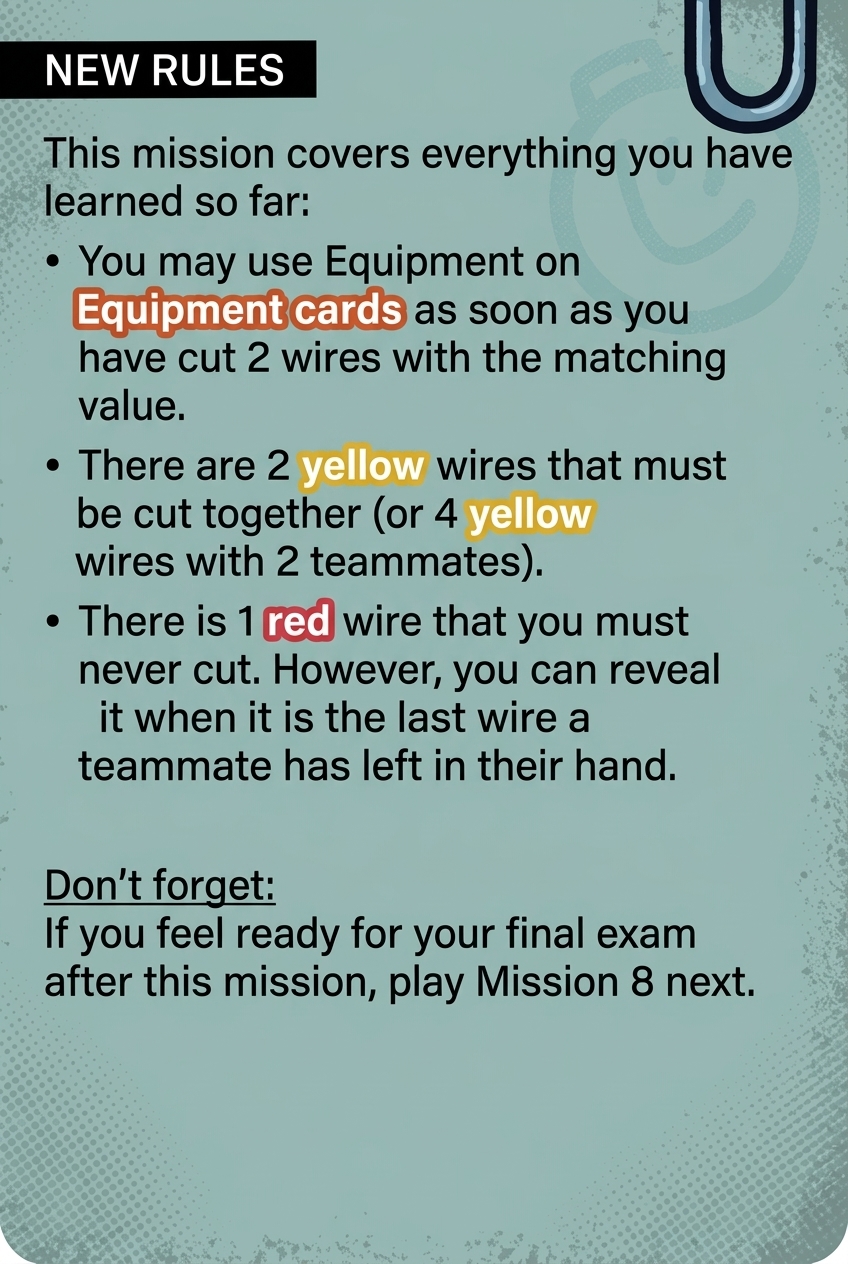 NEW RULES
This mission covers everything you have
learned so far:
• You may use Equipment on
Equipment cards as soon as you
have cut 2 wires with the matching
value.
• There are 2 yellow wires that must
be cut together (or 4 yellow
wires with 2 teammates).
• There is 1 red wire that you must
never cut. However, you can reveal
it when it is the last wire a
teammate has left in their hand.
Don’t forget:
If you feel ready for your final exam
after this mission, play Mission 8 next.